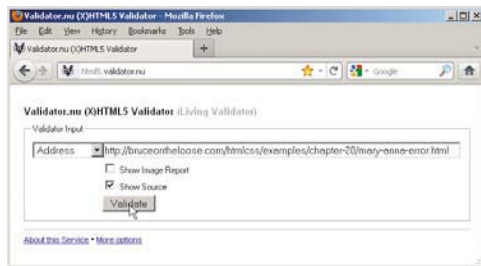 Validator.nu (X)HTML5 Validator - Mozilla Firefox
File Edit View History Bookmarks Tools Help
Validator.nu (X)HTML5 Validator +
html5.validator.nu Google
Validator.nu (X)HTML5 Validator (Living Validator)
Validator Input
Address http://bruceontheloose.com/htmlcss/examples/chapter-20/mary-anna-error.html
Show Image Report
Show Source
Validate
About this Service • More options